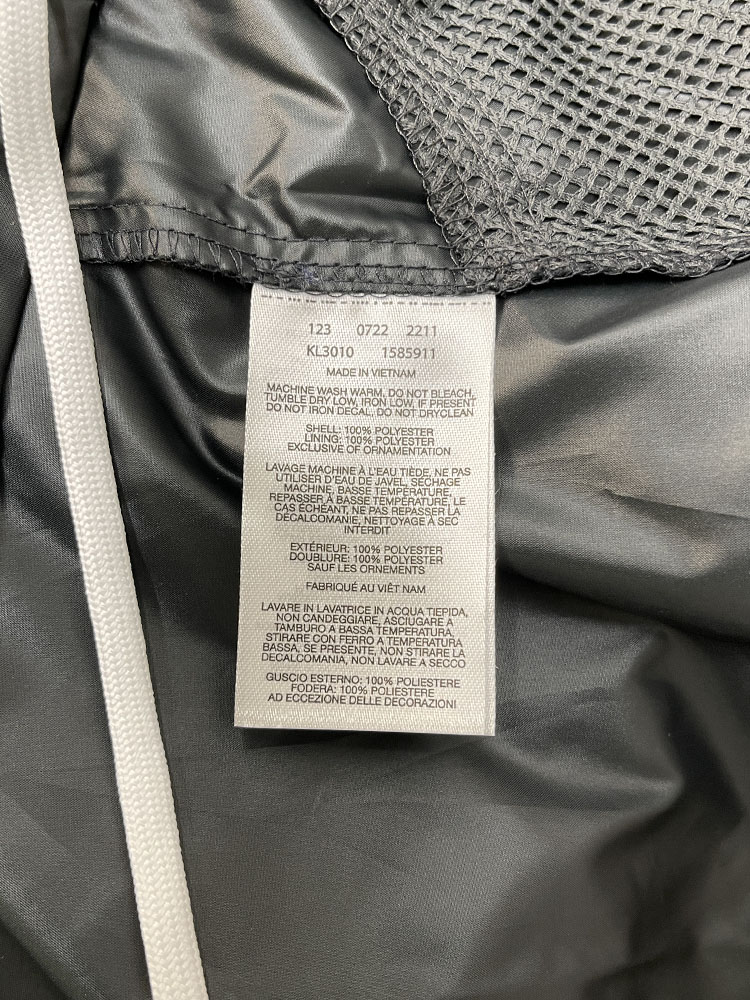 123 0722 2211
KL3010 1585911
MADE IN VIETNAM
MACHINE WASH WARM, DO NOT BLEACH,
TUMBLE DRY LOW, IRON LOW, IF PRESENT
DO NOT IRON DECAL, DO NOT DRYCLEAN
SHELL: 100% POLYESTER
LINING: 100% POLYESTER
EXCLUSIVE OF ORNAMENTATION
LAVAGE MACHINE À L'EAU TIÈDE, NE PAS
UTILISER D'EAU DE JAVEL, SÉCHAGE
MACHINE, BASSE TEMPÉRATURE,
REPASSER À BASSE TEMPÉRATURE, LE
CAS ÉCHÉANT, NE PAS REPASSER LA
DÉCALCOMANIE, NETTOYAGE À SEC
INTERDIT
EXTÉRIEUR: 100% POLYESTER
DOUBLURE: 100% POLYESTER
SAUF LES ORNEMENTS
FABRIQUÉ AU VIÊT NAM
LAVARE IN LAVATRICE IN ACQUA TIEPIDA,
NON CANDEGGIARE, ASCIUGARE A
TAMBURO A BASSA TEMPERATURA,
STIRARE CON FERRO A TEMPERATURA
BASSA, SE PRESENTE, NON STIRARE LA
DECALCOMANIA, NON LAVARE A SECCO
GUSCIO ESTERNO: 100% POLIESTERE
FODERA: 100% POLIESTERE
AD ECCEZIONE DELLE DECORAZIONI